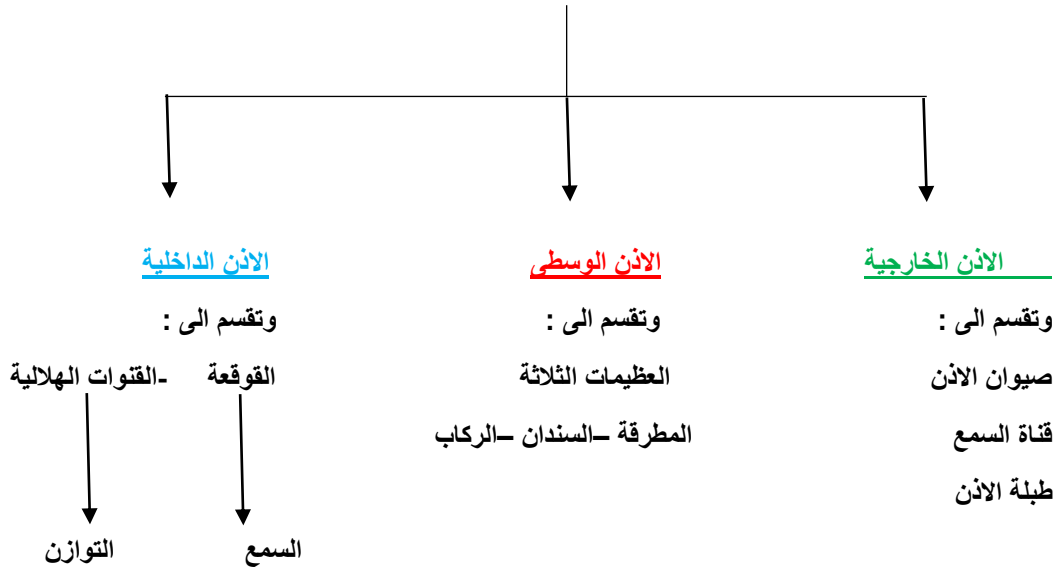 الاذن الخارجية
وتقسم الى :
صيوان الاذن
قناة السمع
طبلة الاذن
الاذن الوسطى
وتقسم الى :
العظيمات الثلاثة
المطرقة –السندان –الركاب
الاذن الداخلية
وتقسم الى :
القوقعة -القنوات الهلالية
السمع التوازن